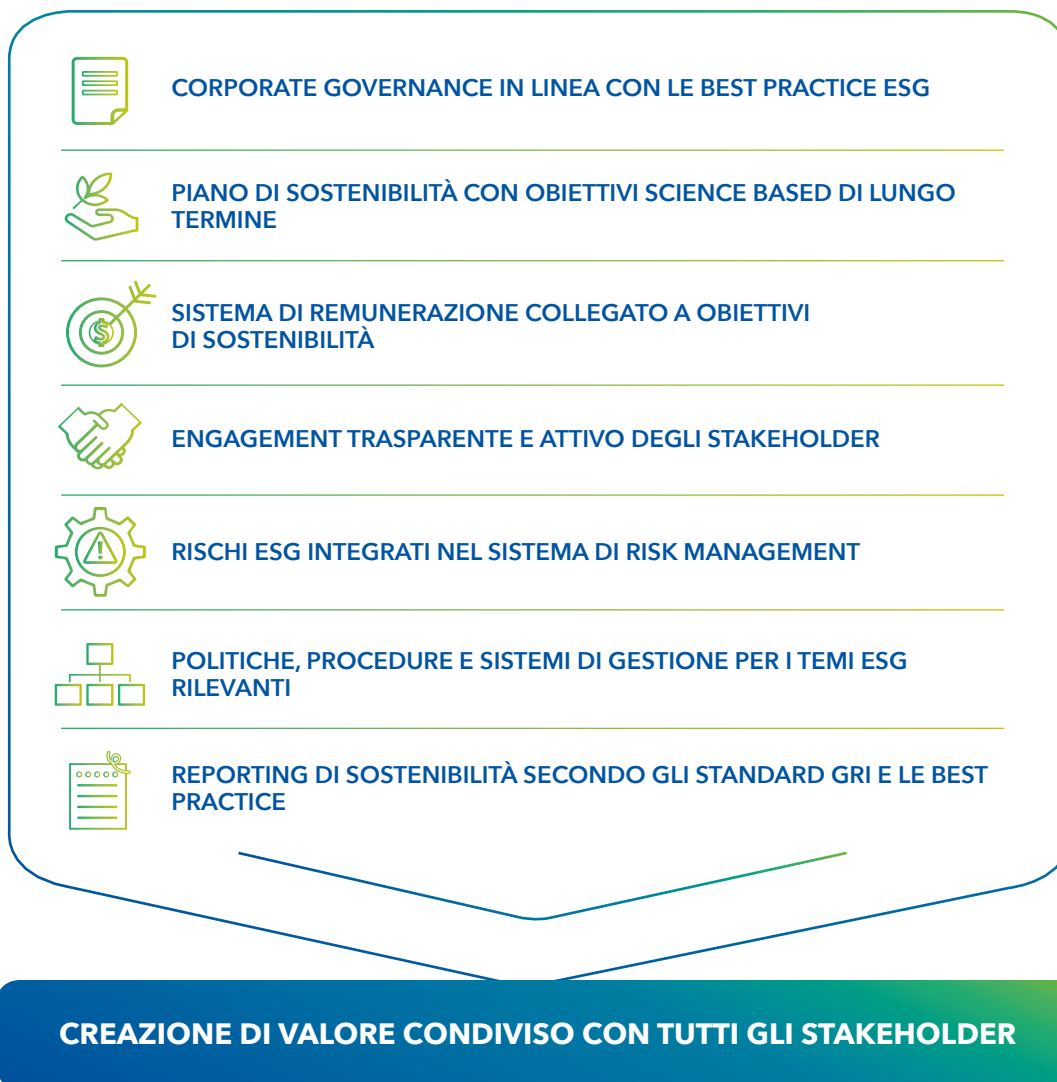 CORPORATE GOVERNANCE IN LINEA CON LE BEST PRACTICE ESG
PIANO DI SOSTENIBILITÀ CON OBIETTIVI SCIENCE BASED DI LUNGO
TERMINE
$
SISTEMA DI REMUNERAZIONE COLLEGATO A OBIETTIVI
DI SOSTENIBILITÀ
ENGAGEMENT TRASPARENTE E ATTIVO DEGLI STAKEHOLDER
RISCHI ESG INTEGRATI NEL SISTEMA DI RISK MANAGEMENT
POLITICHE, PROCEDURE E SISTEMI DI GESTIONE PER I TEMI ESG
RILEVANTI
REPORTING DI SOSTENIBILITÀ SECONDO GLI STANDARD GRI E LE BEST
PRACTICE
CREAZIONE DI VALORE CONDIVISO CON TUTTI GLI STAKEHOLDER